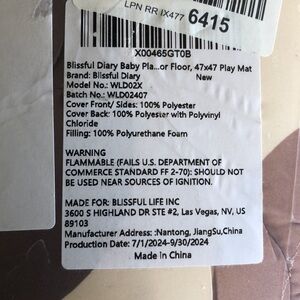 LPN RR IX477 6415
X00465GT0B
Blissful Diary Baby Pla...or Floor, 47x47 Play Mat
Brand: Blissful Diary New
Model No.: WLD02X
Batch No.: WLD02407
Cover Front/ Sides: 100% Polyester
Cover Back: 100% Polyester with Polyvinyl
Chloride
Filling: 100% Polyurethane Foam
WARNING
FLAMMABLE (FAILS U.S. DEPARTMENT OF
COMMERCE STANDARD FF 2-70): SHOULD NOT
BE USED NEAR SOURCES OF IGNITION.
MADE FOR: BLISSFUL LIFE INC
3600 S HIGHLAND DR STE #2, Las Vegas, NV, US
89103
Manufacturer Address: :Nantong, JiangSu,China
Production Date: 7/1/2024-9/30/2024
Made in China